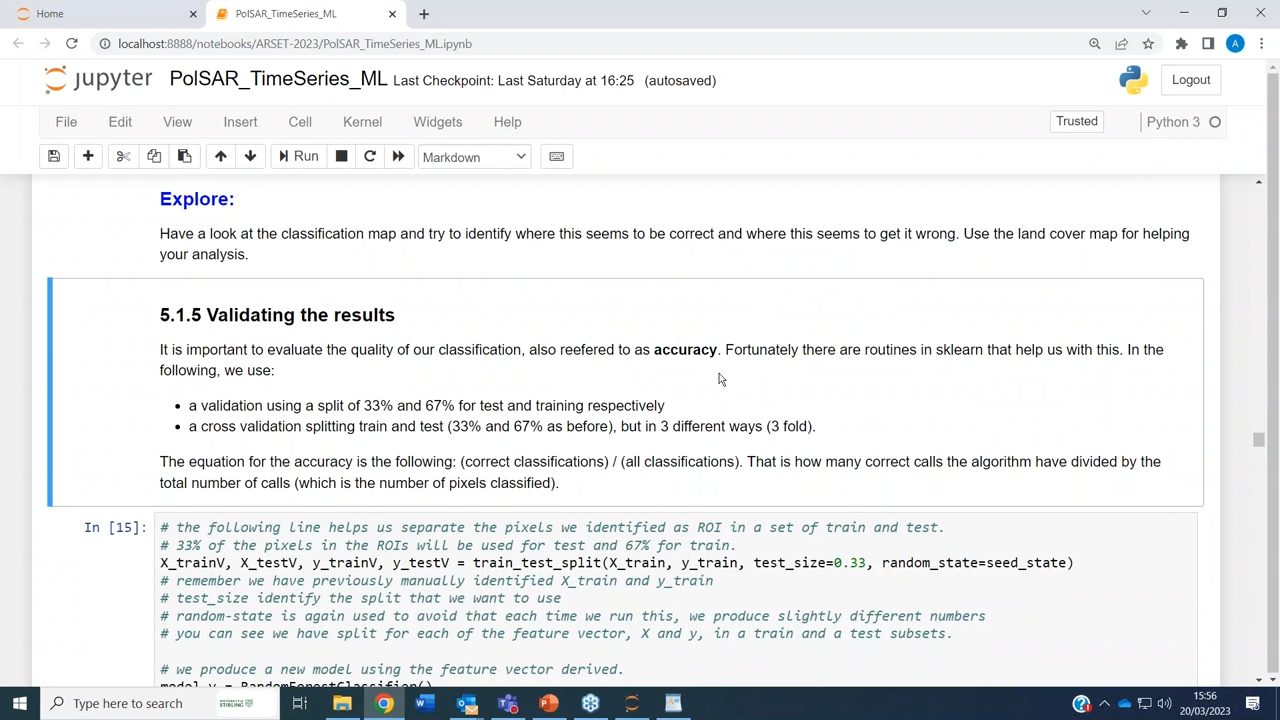 Home
PolSAR_TimeSeries_ML
localhost:8888/notebooks/ARSET-2023/PolSAR_TimeSeries_ML.ipynb
A
jupyter PolSAR_TimeSeries_ML Last Checkpoint: Last Saturday at 16:25 (autosaved)
Logout
File Edit View Insert Cell Kernel Widgets Help
Trusted
Python 3
Run
Markdown
Explore:
Have a look at the classification map and try to identify where this seems to be correct and where this seems to get it wrong. Use the land cover map for helping
your analysis.
5.1.5 Validating the results
It is important to evaluate the quality of our classification, also reefered to as accuracy. Fortunately there are routines in sklearn that help us with this. In the
following, we use:
• a validation using a split of 33% and 67% for test and training respectively
• a cross validation splitting train and test (33% and 67% as before), but in 3 different ways (3 fold).
The equation for the accuracy is the following: (correct classifications) / (all classifications). That is how many correct calls the algorithm have divided by the
total number of calls (which is the number of pixels classified).
In [15]:
# the following line helps us separate the pixels we identified as ROI in a set of train and test.
# 33% of the pixels in the ROIs will be used for test and 67% for train.
X_trainV, X_testV, y_trainV, y_testV = train_test_split(X_train, y_train, test_size=0.33, random_state=seed_state)
# remember we have previously manually identified X_train and y_train
# test_size identify the split that we want to use
# random-state is again used to avoid that each time we run this, we produce slightly different numbers
# you can see we have split for each of the feature vector, X and y, in a train and a test subsets.
# we produce a new model using the feature vector derived.
model_v = RandomForestClassifier()
Type here to search
STIRLING
15:56
20/03/2023